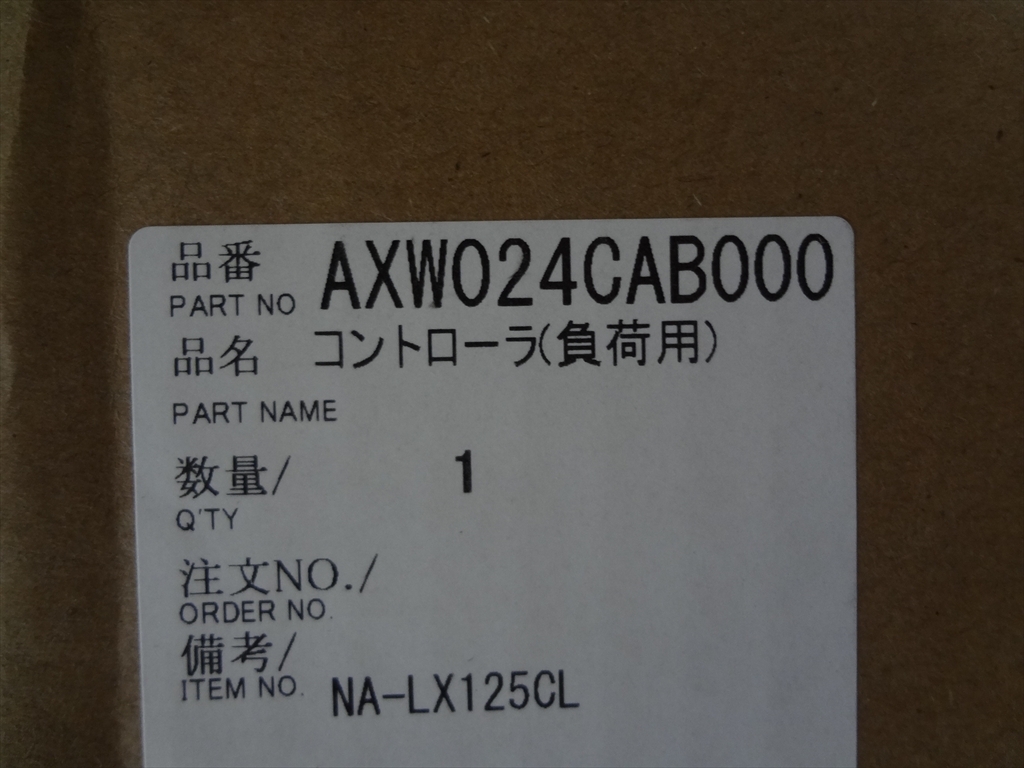 品番 AXW024CAB000
PART NO
品名 コントローラ(負荷用)
PART NAME
数量/ 1
Q'TY
注文NO./
ORDER NO.
備考/
ITEM NO. NA-LX125CL